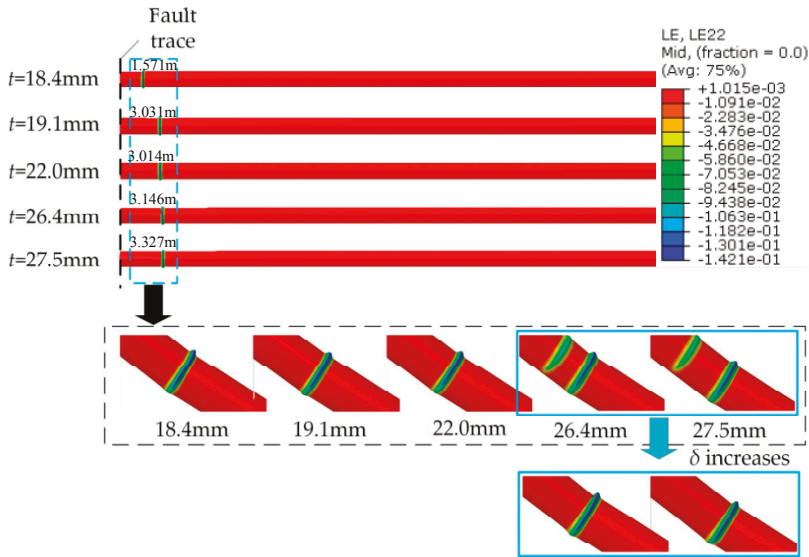 Fault
trace
t=18.4mm
1.571m
t=19.1mm
3.031m
t=22.0mm
3.014m
t=26.4mm
3.146m
t=27.5mm
3.327m
LE, LE22
Mid, (fraction = 0.0)
(Avg: 75%)
+1.015e-03
-1.091e-02
-2.283e-02
-3.476e-02
-4.668e-02
-5.860e-02
-7.053e-02
-8.245e-02
-9.438e-02
-1.063e-01
-1.182e-01
-1.301e-01
-1.421e-01
18.4mm 19.1mm 22.0mm 26.4mm 27.5mm
δ increases